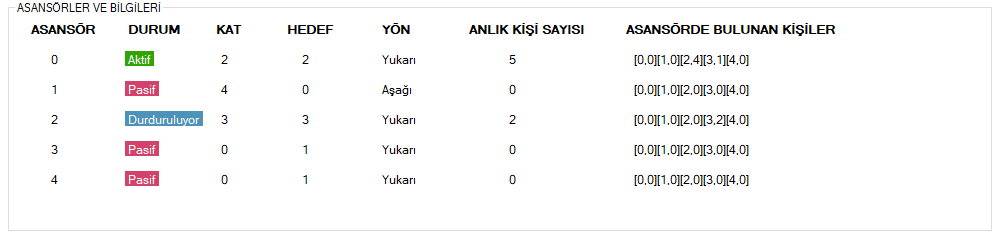 ASANSÖRLER VE BİLGİLERİ
ASANSÖR DURUM KAT HEDEF YÖN ANLIK KİŞİ SAYISI ASANSÖRDE BULUNAN KİŞİLER
0 Aktif 2 2 Yukarı 5 [0,0][1,0][2,4][3,1][4,0]
1 Pasif 4 0 Aşağı 0 [0,0][1,0][2,0][3,0][4,0]
2 Durduruluyor 3 3 Yukarı 2 [0,0][1,0][2,0][3,2][4,0]
3 Pasif 0 1 Yukarı 0 [0,0][1,0][2,0][3,0][4,0]
4 Pasif 0 1 Yukarı 0 [0,0][1,0][2,0][3,0][4,0]